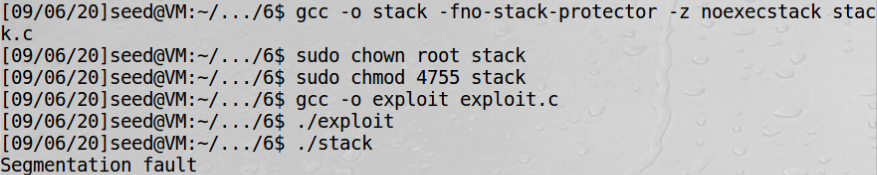 [09/06/20]seed@VM:~/.../6$ gcc -o stack -fno-stack-protector -z noexecstack stac
k.c
[09/06/20]seed@VM:~/.../6$ sudo chown root stack
[09/06/20]seed@VM:~/.../6$ sudo chmod 4755 stack
[09/06/20]seed@VM:~/.../6$ gcc -o exploit exploit.c
[09/06/20]seed@VM:~/.../6$ ./exploit
[09/06/20]seed@VM:~/.../6$ ./stack
Segmentation fault